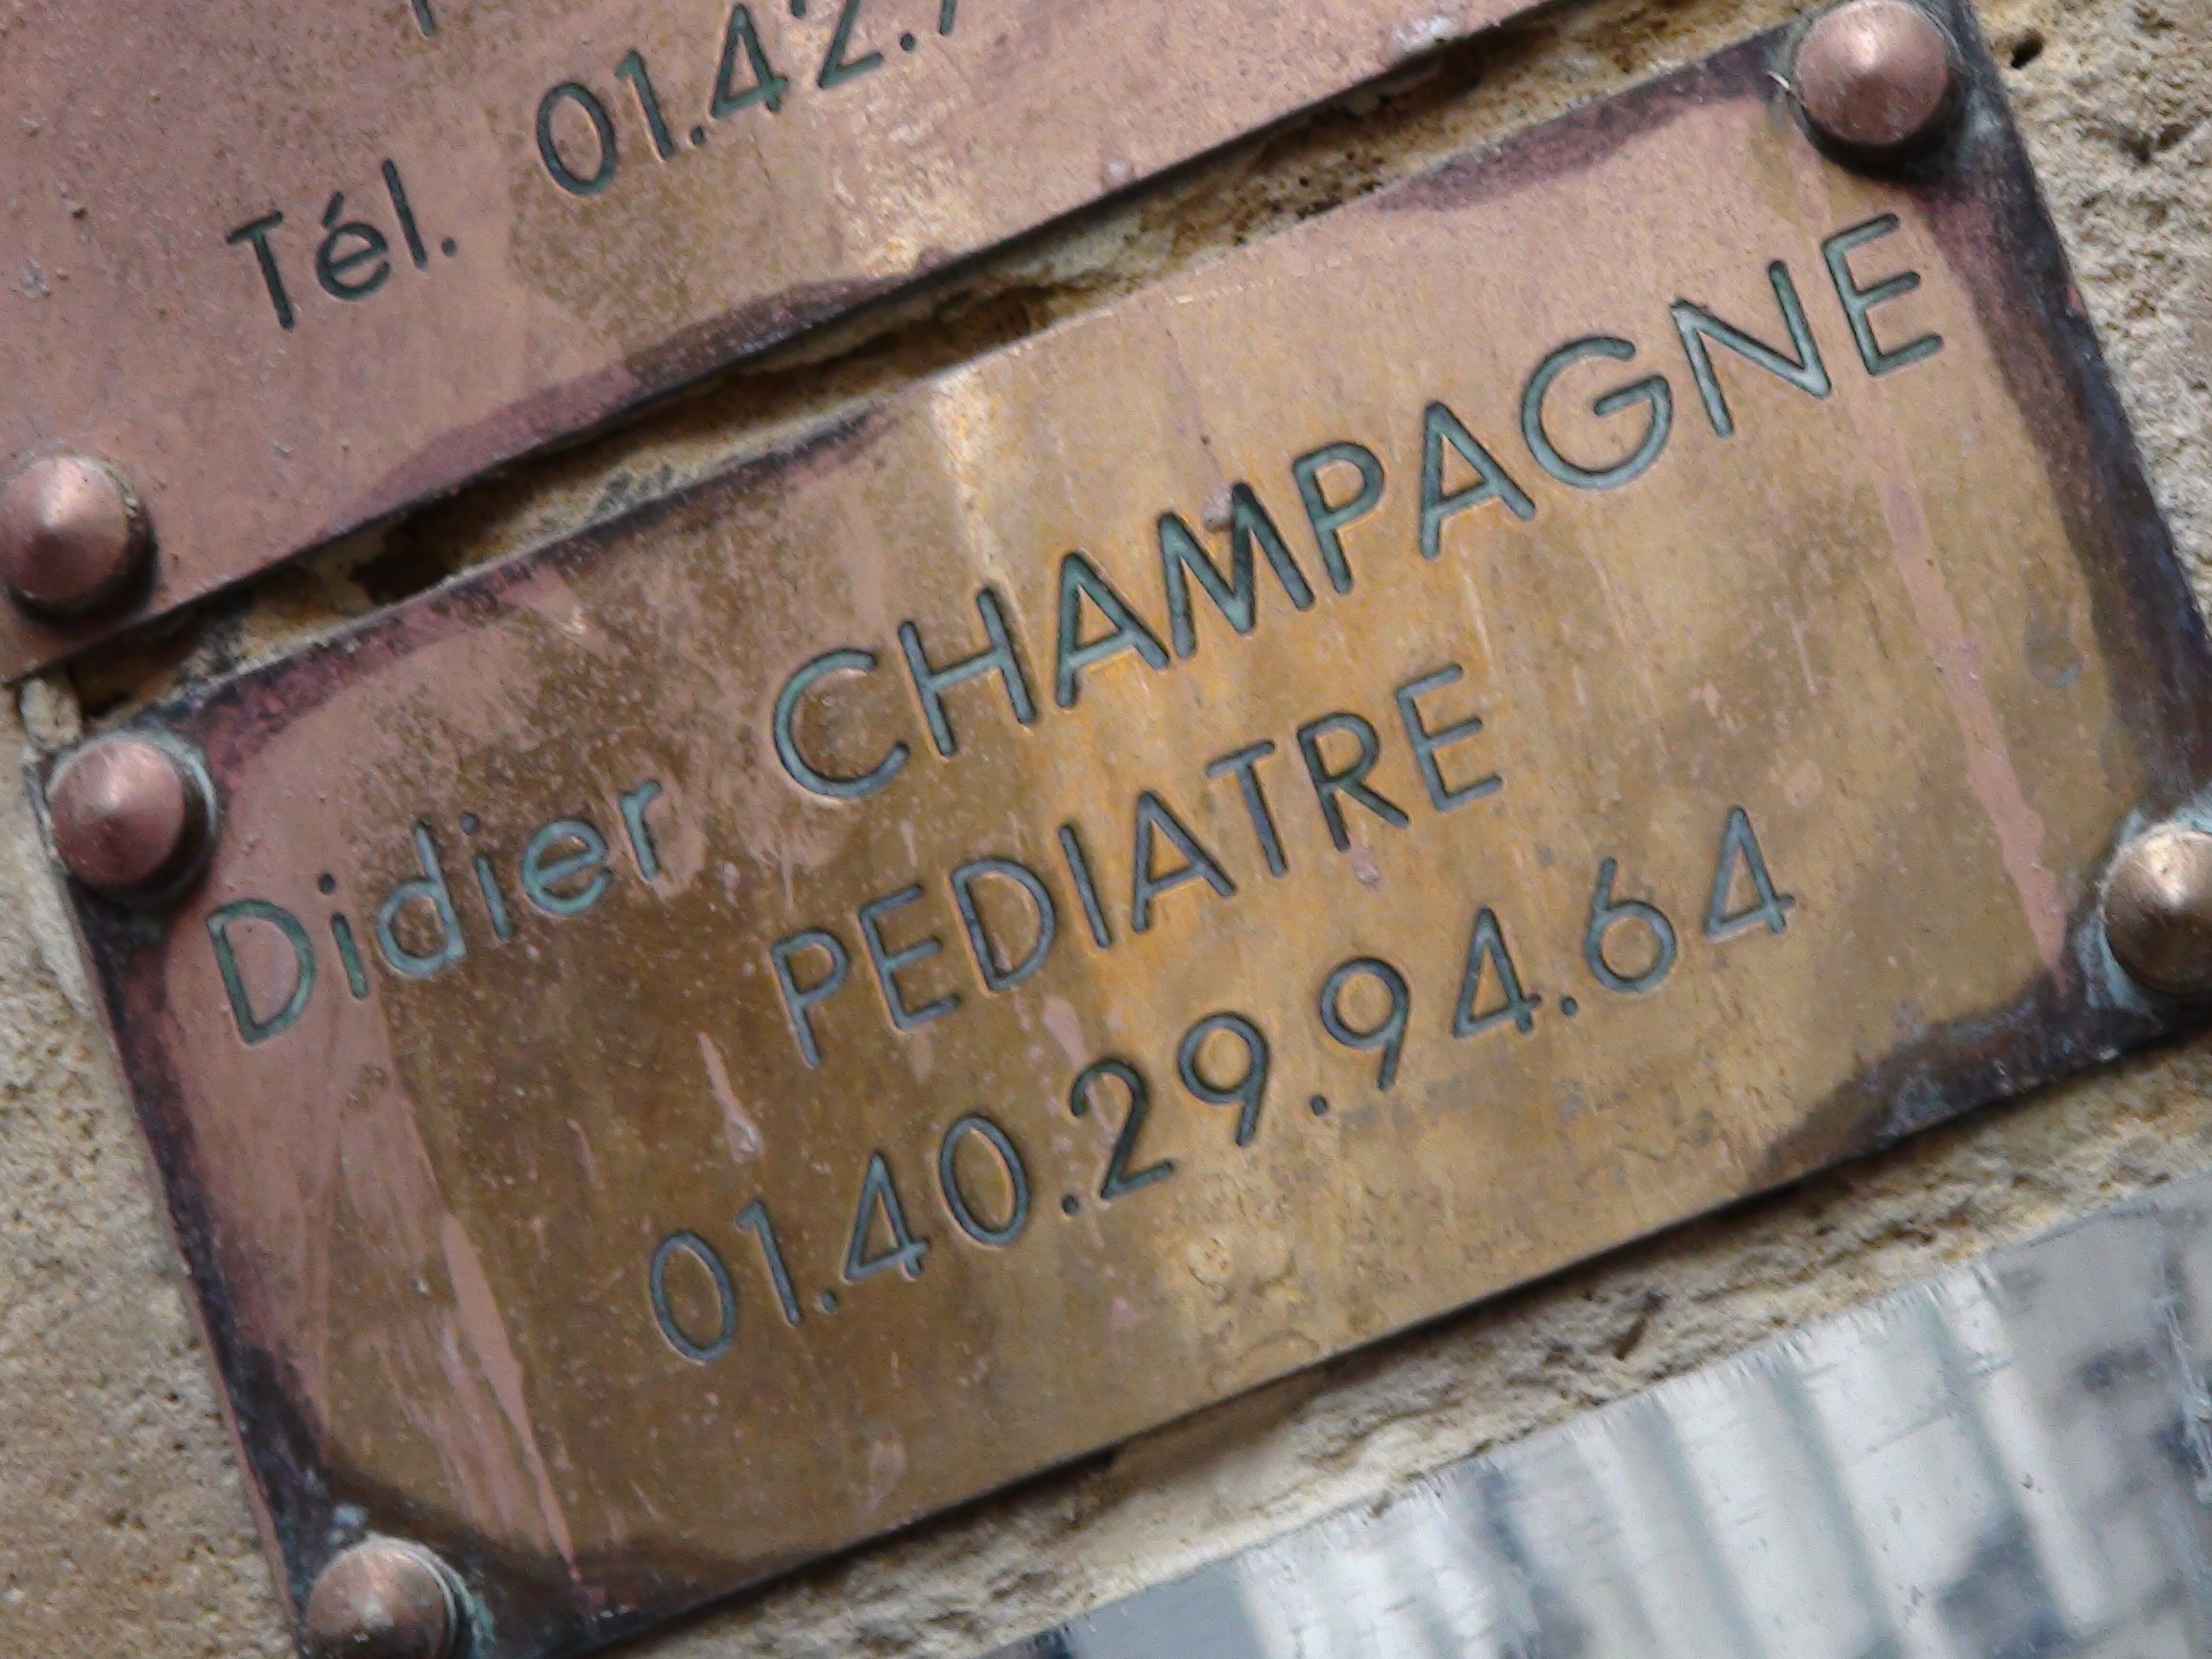 Tél. 01.42.
Didier CHAMPAGNE
PEDIATRE
01.40.29.94.64